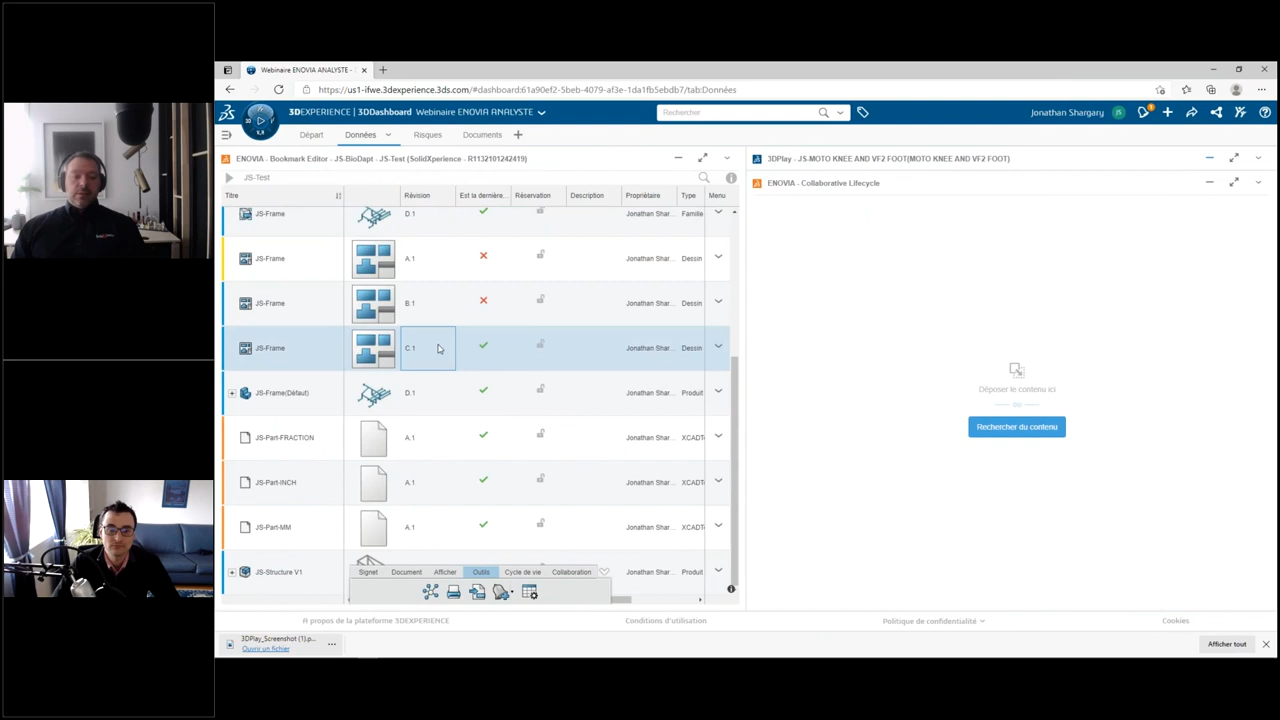 Webinaire ENOVIA ANALYSTE -
https://us1-ifwe.3dexperience.3ds.com/#dashboard:61a90ef2-5beb-4079-af3e-1da1fb5ebdb7/tab:Données
3DEXPERIENCE | 3DDashboard Webinaire ENOVIA ANALYSTE
Rechercher
Jonathan Shargary
JS
1
3D
V.R
Départ
Données
Risques
Documents
ENOVIA - Bookmark Editor - JS-BioDapt - JS-Test (SolidXperience - R1132101242419)
JS-Test
Titre
Révision
Est la dernière...
Réservation
Description
Propriétaire
Type
Menu
JS-Frame D.1 Jonathan Shar... Famille
JS-Frame A.1 Jonathan Shar... Dessin
JS-Frame B.1 Jonathan Shar... Dessin
JS-Frame C.1 Jonathan Shar... Dessin
JS-Frame(Défaut) D.1 Jonathan Shar... Produit
JS-Part-FRACTION A.1 Jonathan Shar... XCADT
JS-Part-INCH A.1 Jonathan Shar... XCADT
JS-Part-MM A.1 Jonathan Shar... XCADT
JS-Structure V1 Jonathan Shar... Produit
Signet
Document
Afficher
Outils
Cycle de vie
Collaboration
3DPlay - JS-MOTO KNEE AND VF2 FOOT(MOTO KNEE AND VF2 FOOT)
ENOVIA - Collaborative Lifecycle
Déposer le contenu ici
ou
Rechercher du contenu
A propos de la plateforme 3DEXPERIENCE
Conditions d'utilisation
Politique de confidentialité
Cookies
3DPlay_Screenshot (1).p...
Ouvrir un fichier
Afficher tout